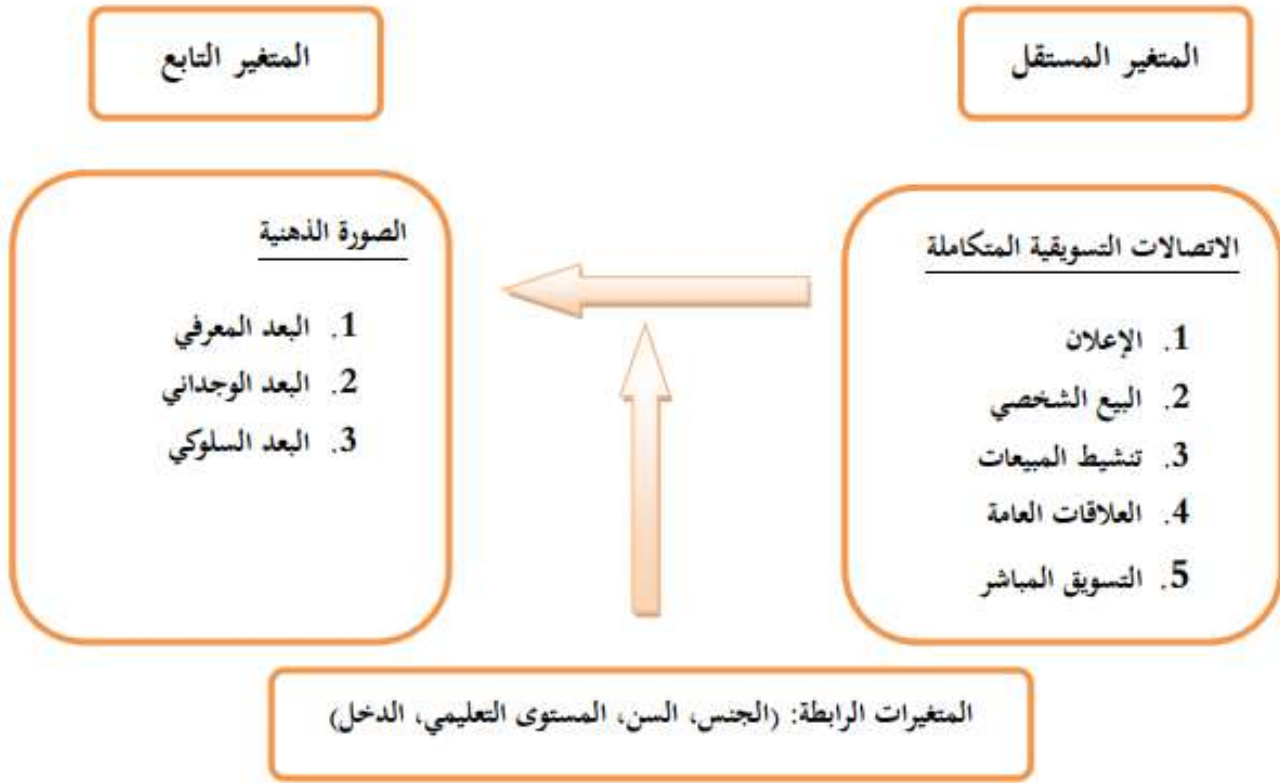 المتغير المستقل
المتغير التابع
الاتصالات التسويقية المتكاملة
1. الإعلان
2. البيع الشخصي
3. تنشيط المبيعات
4. العلاقات العامة
5. التسويق المباشر
الصورة الذهنية
1. البعد المعرفي
2. البعد الوجداني
3. البعد السلوكي
المتغيرات الرابطة: (الجنس، السن، المستوى التعليمي، الدخل)